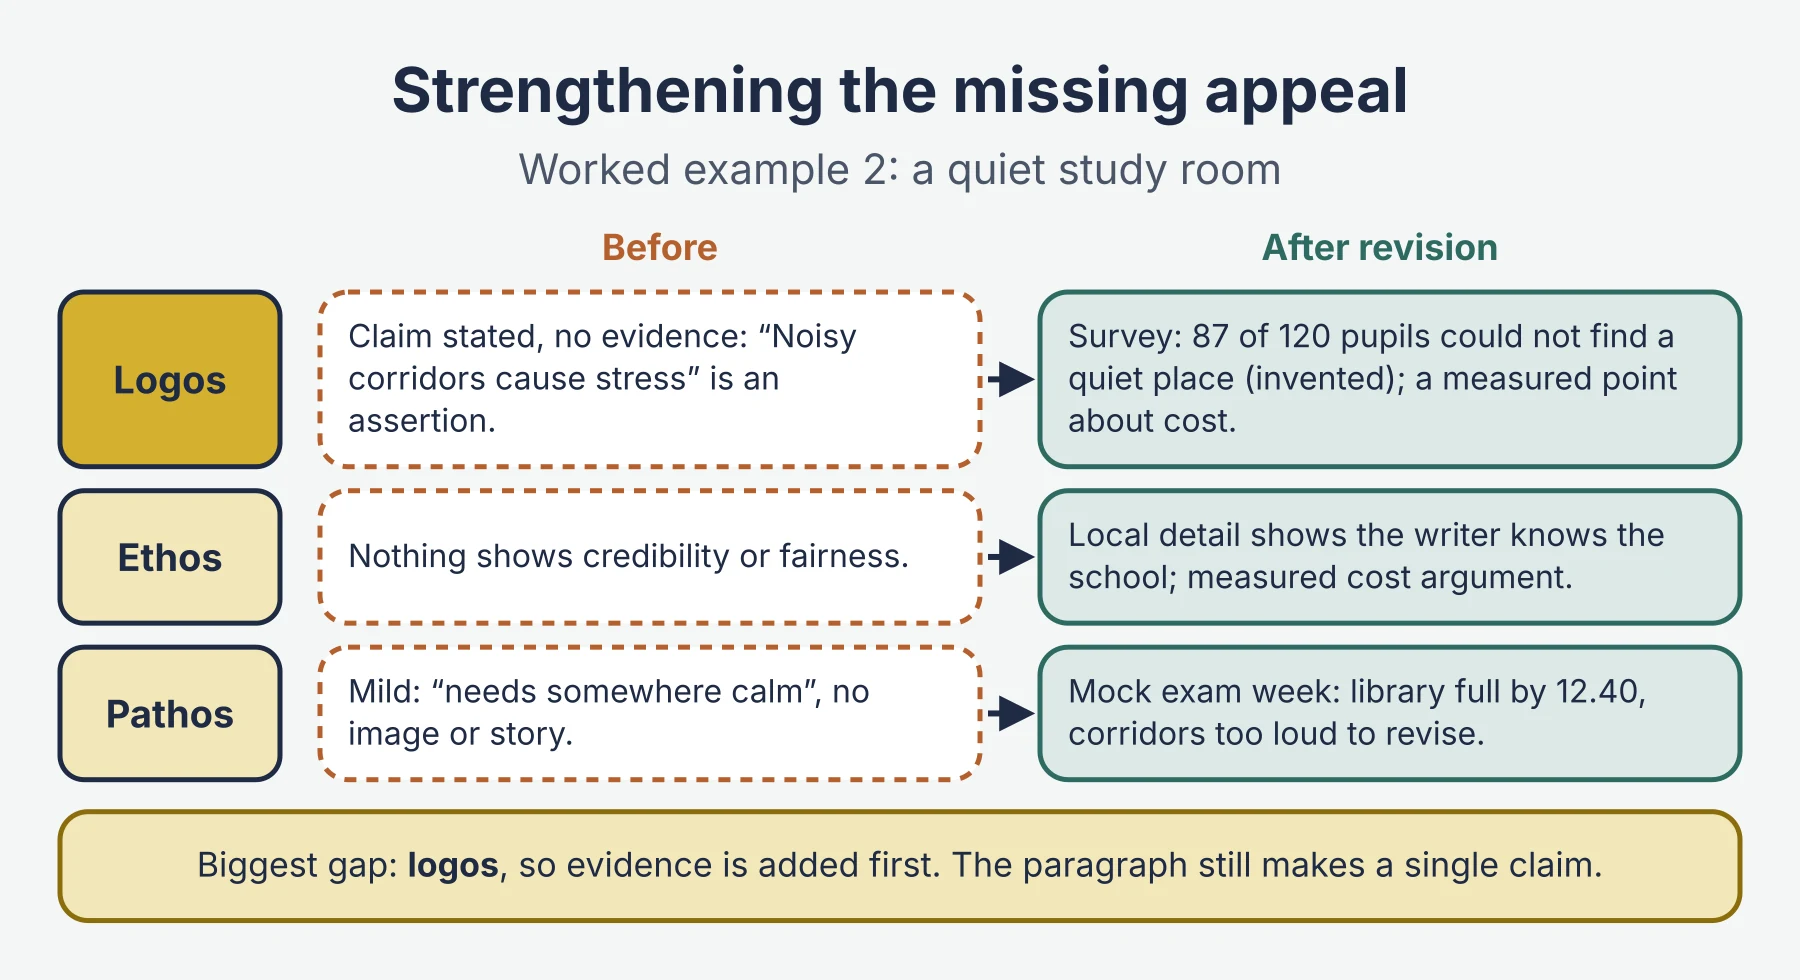 Strengthening the missing appeal
Worked example 2: a quiet study room
Before
After revision
Logos
Claim stated, no evidence: “Noisy
corridors cause stress” is an
assertion.
Survey: 87 of 120 pupils could not find a
quiet place (invented); a measured point
about cost.
Ethos
Nothing shows credibility or fairness.
Local detail shows the writer knows the
school; measured cost argument.
Pathos
Mild: “needs somewhere calm”, no
image or story.
Mock exam week: library full by 12.40,
corridors too loud to revise.
Biggest gap: logos, so evidence is added first. The paragraph still makes a single claim.